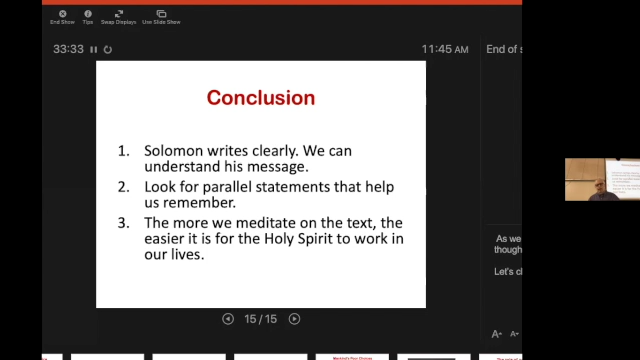 End Show
Tips
Swap Displays
Use Slide Show
33:33
11:45 AM
End of s
Conclusion
1. Solomon writes clearly. We can
understand his message.
2. Look for parallel statements that help
us remember.
3. The more we meditate on the text, the
easier it is for the Holy Spirit to work in
our lives.
As we
though
Let's cl
15 / 15
A
A